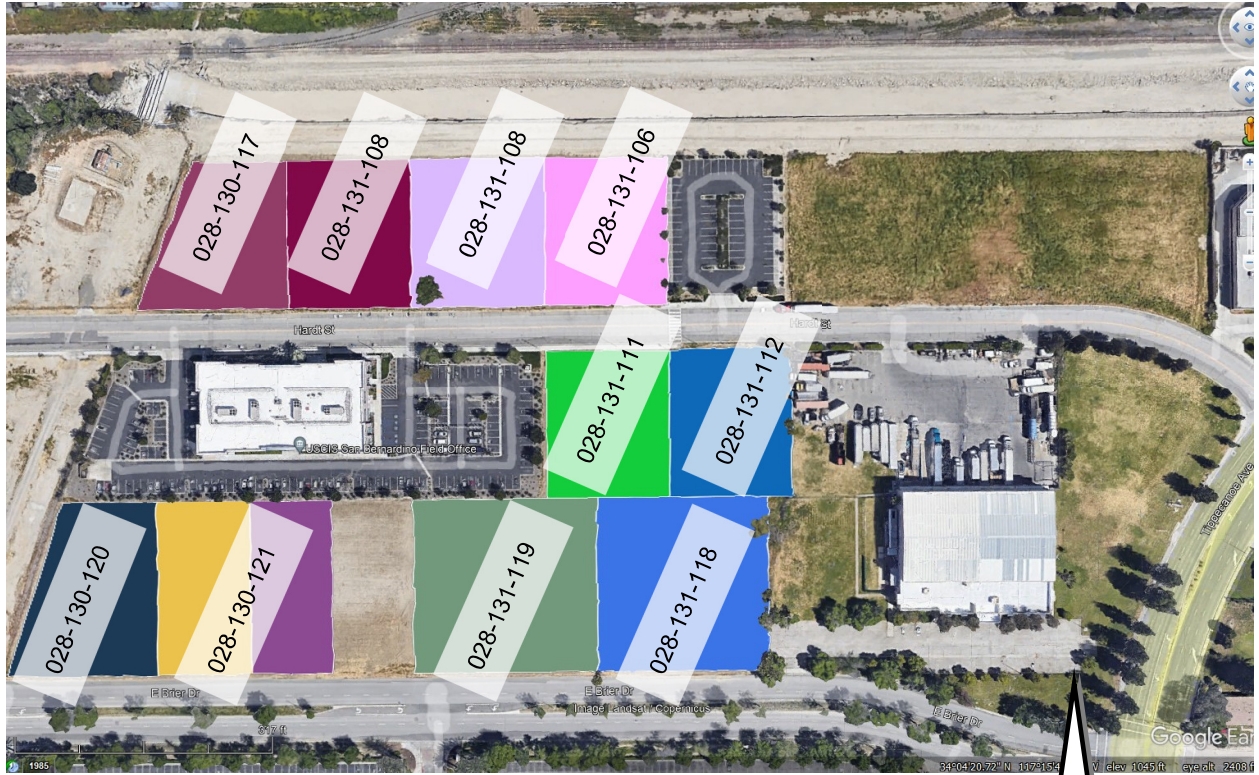 028-130-117
028-131-108
028-131-108
028-131-106
Hardt St
Hardt St
028-131-111
028-131-112
USCIS San Bernardino Field Office
Tippecanoe Ave
028-130-120
028-130-121
028-131-119
028-131-118
E Brier Dr
E Brier Dr
E Brier Dr
Image Landsat / Copernicus
317 ft
Google Ear
1985
34°04'20.72" N 117°15'4 V elev 1045 ft eye alt 2408 f